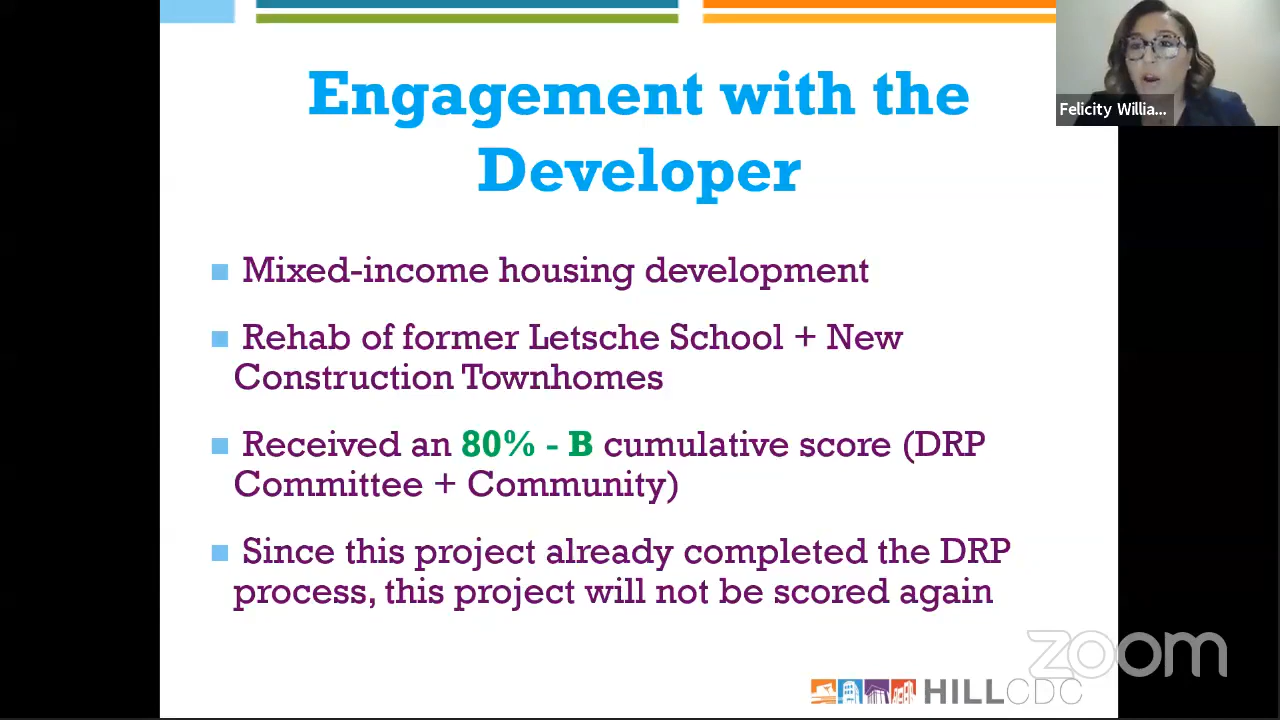 Engagement with the
Developer
Felicity Willia...
Mixed-income housing development
Rehab of former Letsche School + New
Construction Townhomes
Received an 80% - B cumulative score (DRP
Committee + Community)
Since this project already completed the DRP
process, this project will not be scored again
zoom
HILLCDC